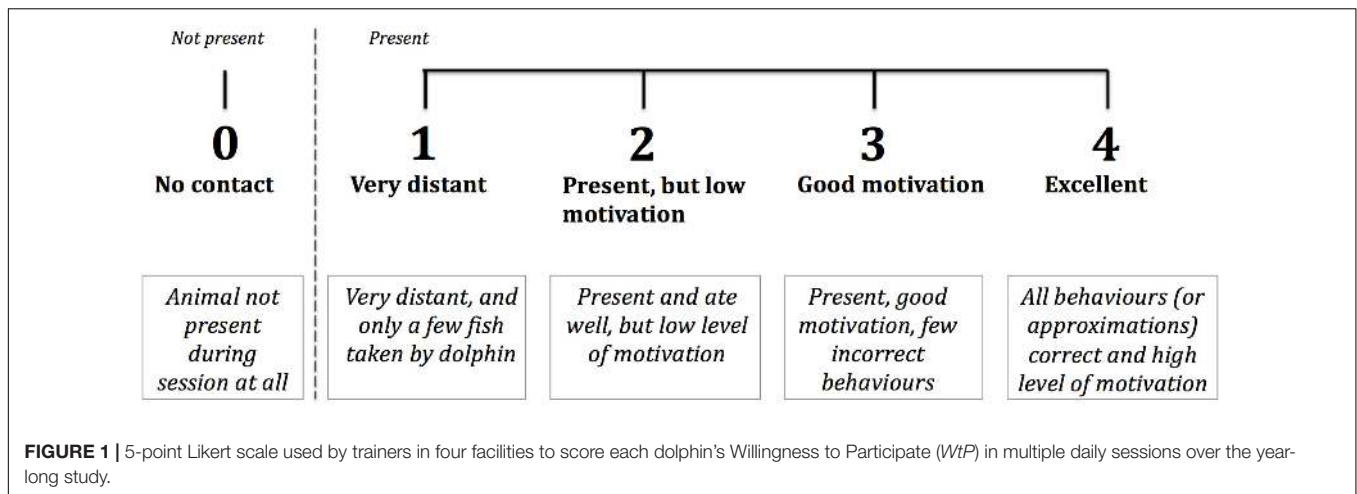 Not present
Present
0
1
2
3
4
No contact
Very distant
Present, but low
motivation
Good motivation
Excellent
Animal not
present
during
session at all
Very distant, and
only a few fish
taken by dolphin
Present and ate
well, but low level
of motivation
Present, good
motivation, few
incorrect
behaviours
All behaviours (or
approximations)
correct and high
level of motivation
FIGURE 1 | 5-point Likert scale used by trainers in four facilities to score each dolphin's Willingness to Participate (WtP) in multiple daily sessions over the year-
long study.